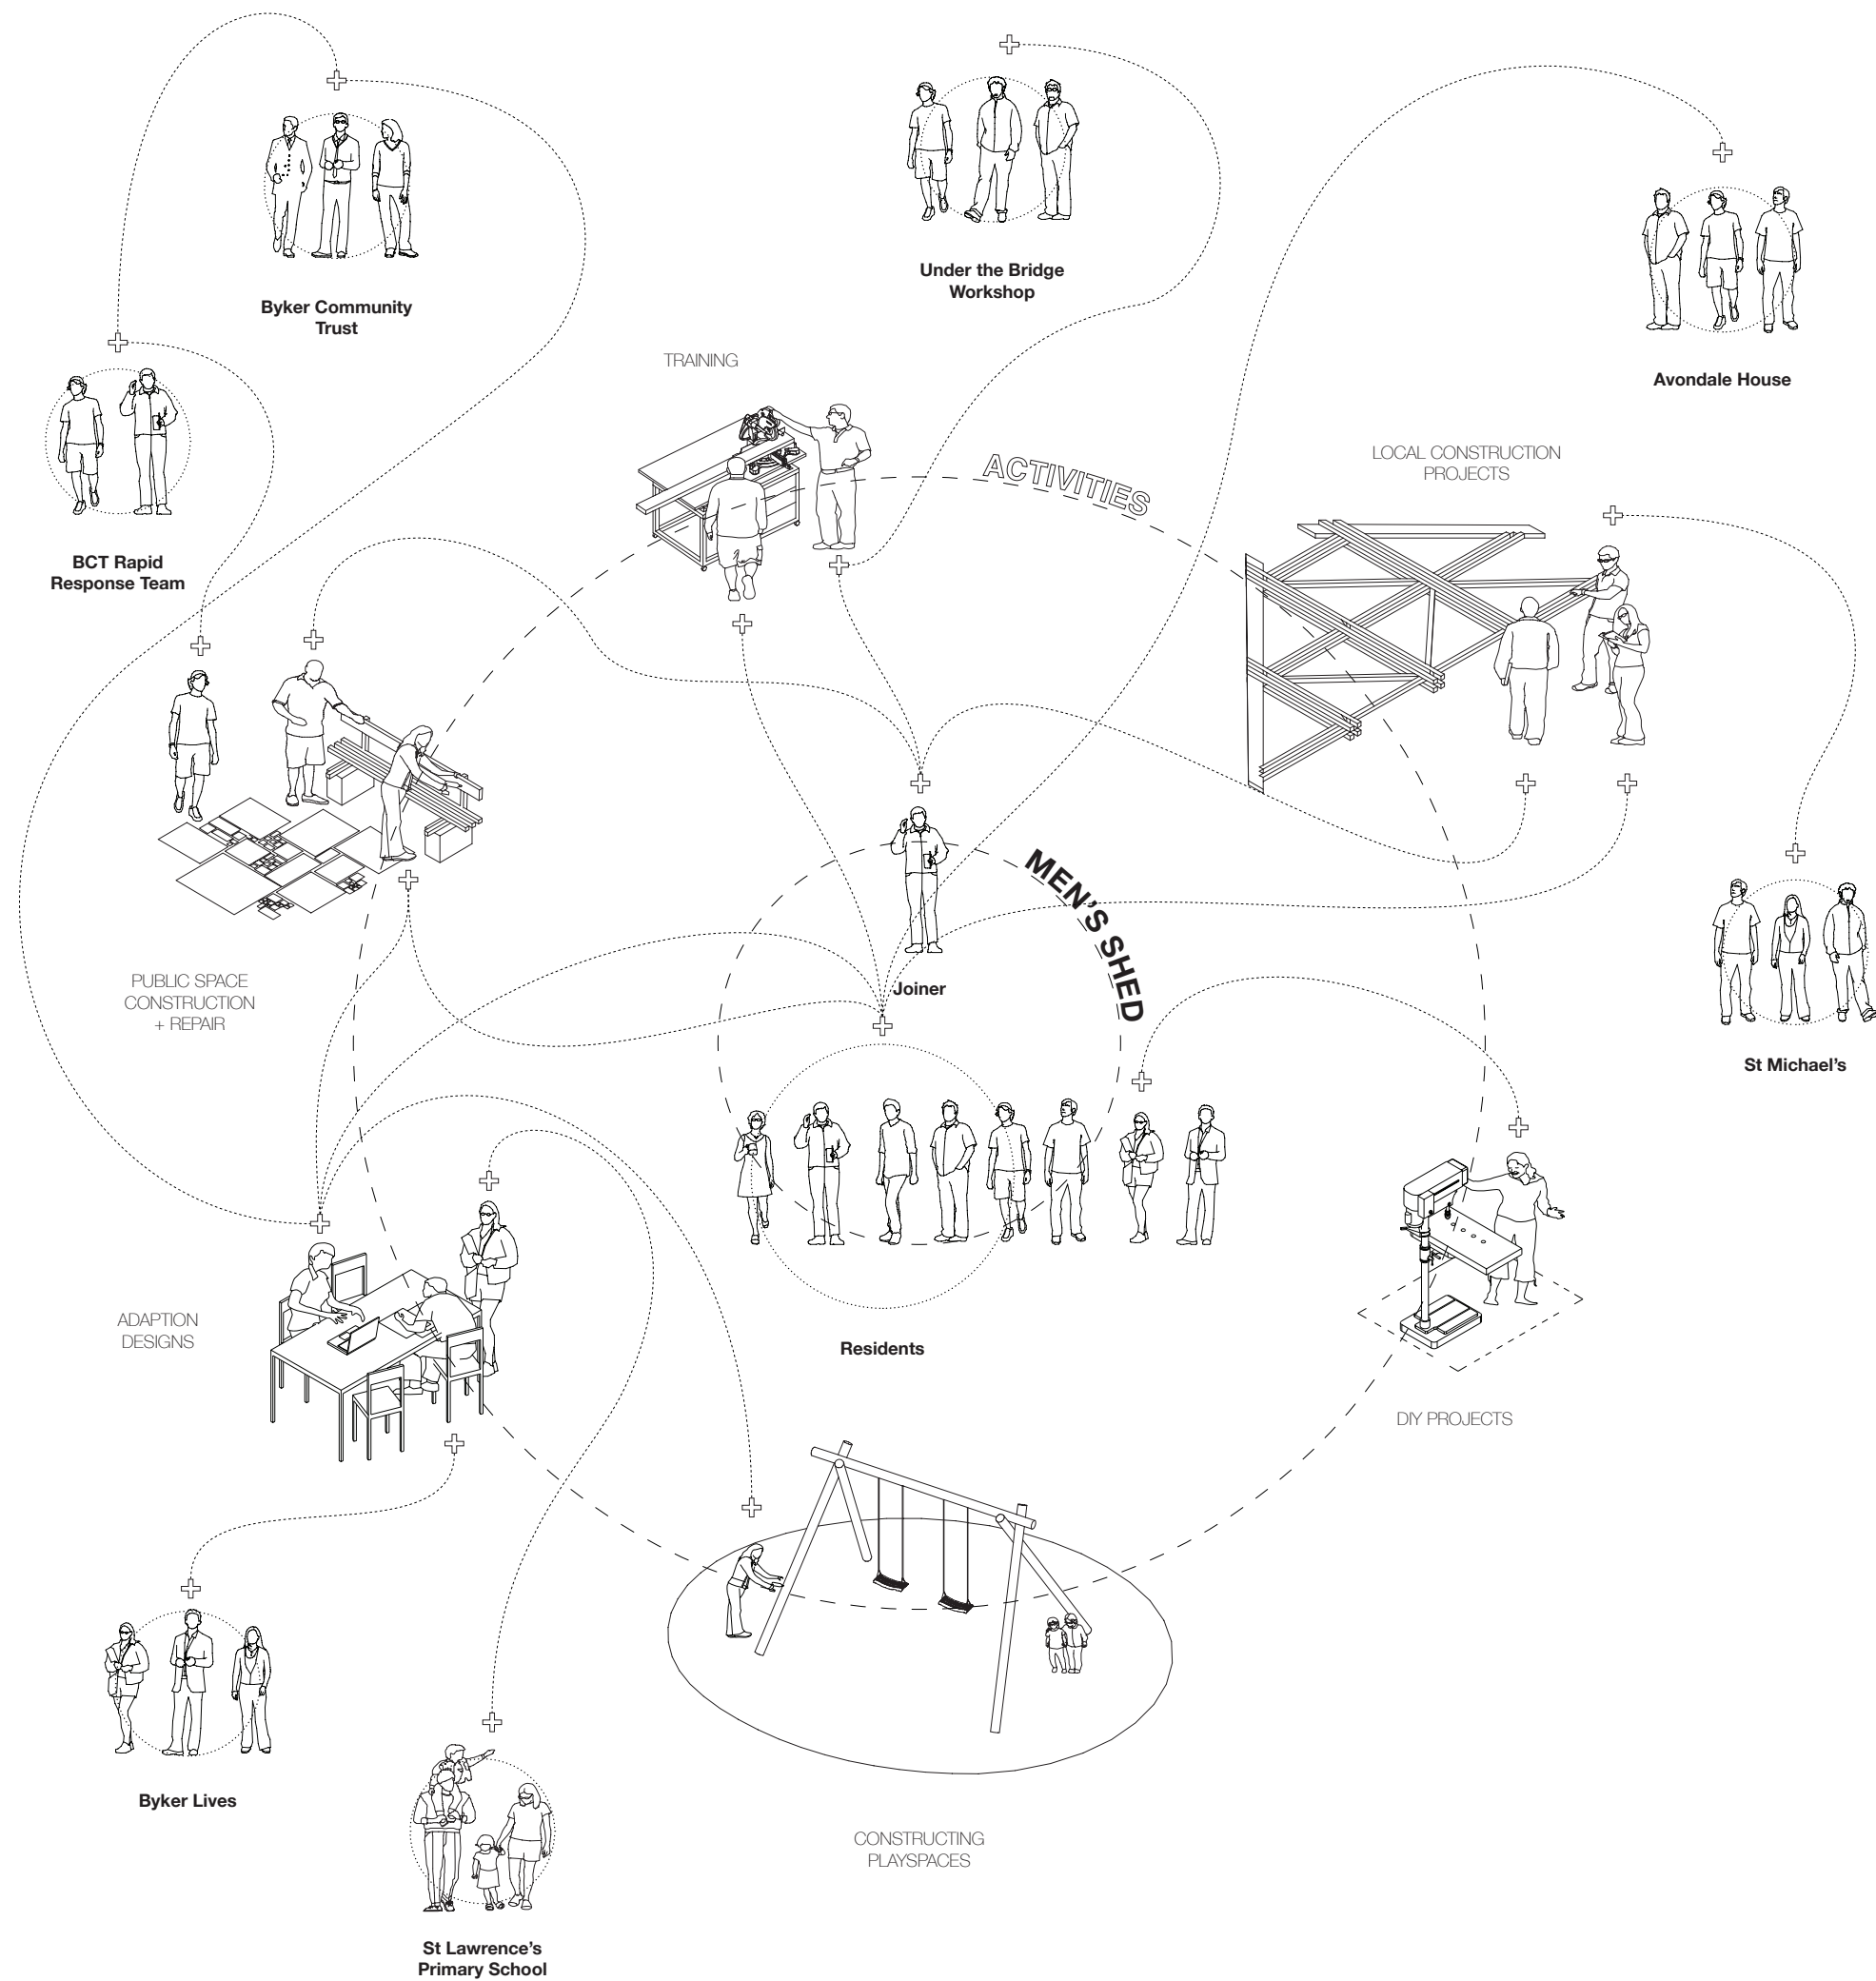 Under the Bridge
Workshop
Byker Community
Trust
TRAINING
Avondale House
LOCAL CONSTRUCTION
PROJECTS
ACTIVITIES
BCT Rapid
Response Team
MEN'S SHED
PUBLIC SPACE
CONSTRUCTION
+ REPAIR
Joiner
St Michael's
ADAPTION
DESIGNS
Residents
DIY PROJECTS
Byker Lives
CONSTRUCTING
PLAYSPACES
St Lawrence's
Primary School